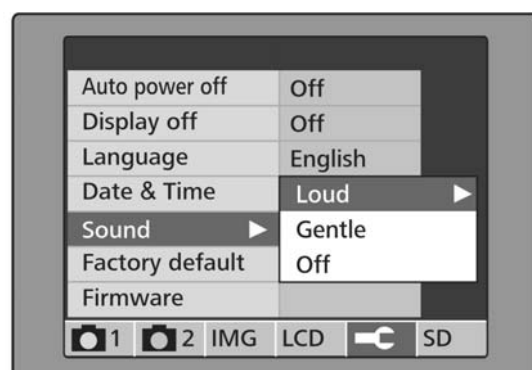 Auto power off Off
Display off Off
Language English
Date & Time Loud
Sound Gentle
Factory default Off
Firmware
1 2 IMG LCD SD